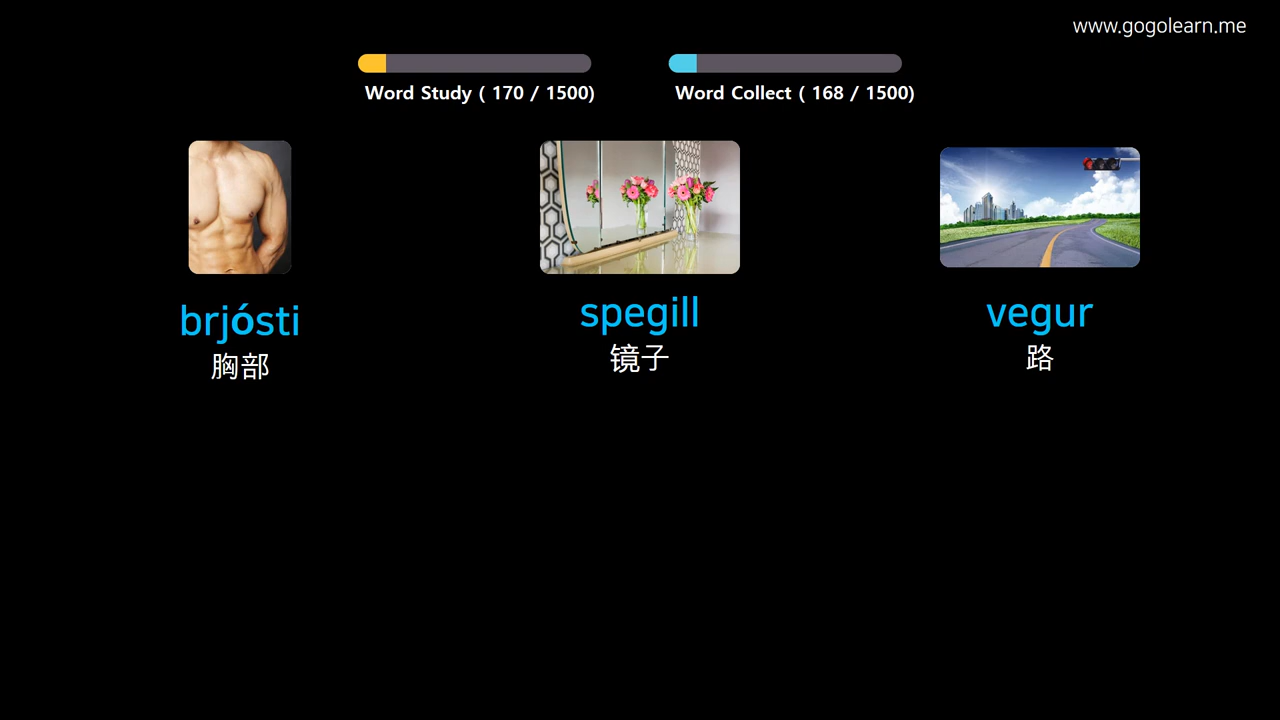 www.gogolearn.me
Word Study ( 170 / 1500)
Word Collect ( 168 / 1500)
brjósti
胸部
spegill
镜子
vegur
路